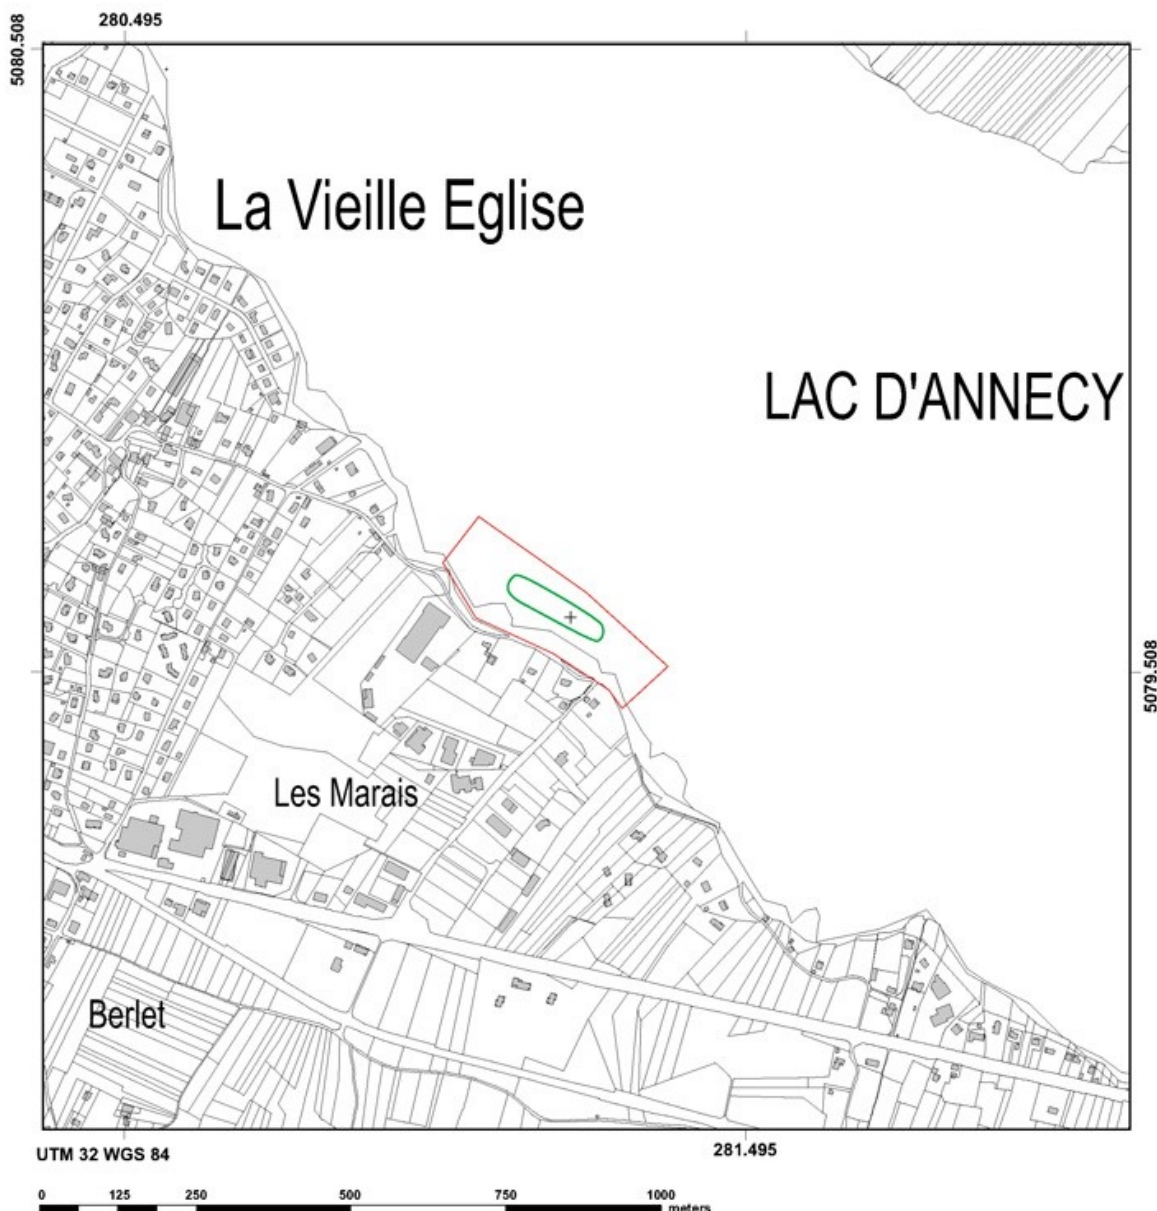 280.495
5080.508
La Vieille Eglise
LAC D'ANNECY
5079.508
Les Marais
Berlet
UTM 32 WGS 84
281.495
0 125 250 500 750 1000
meters